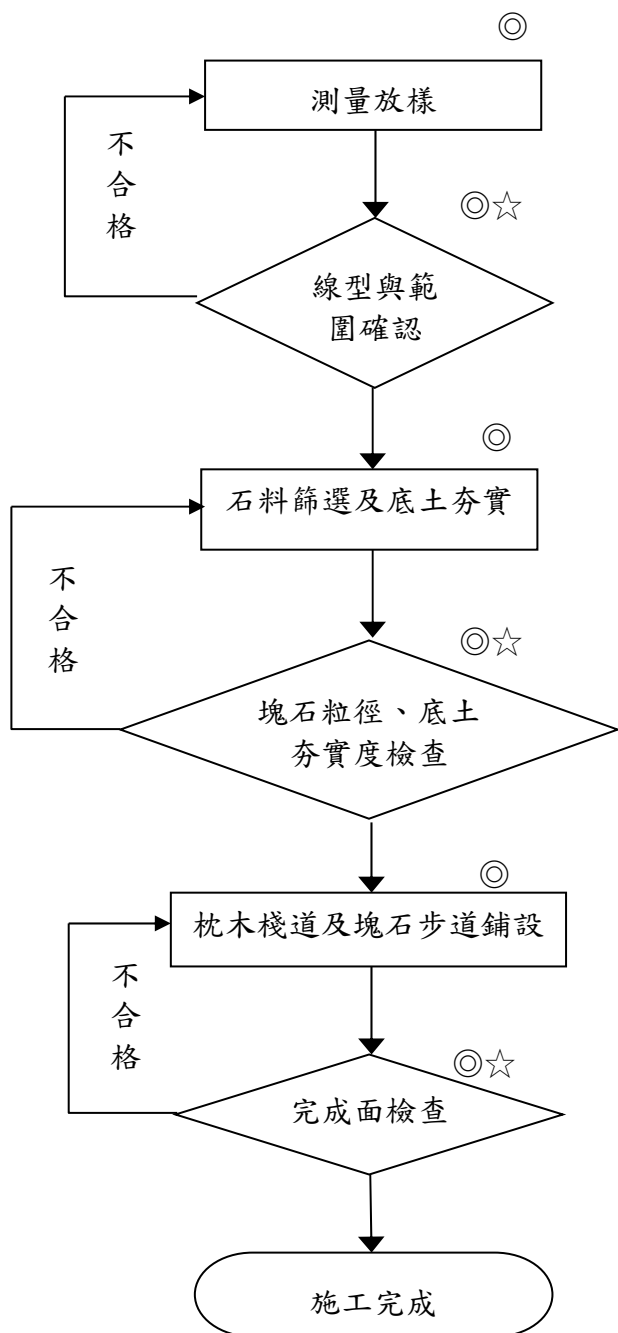 ◎
測量放樣
不合格
◎☆
線型與範
圍確認
◎
石料篩選及底土夯實
不合格
◎☆
塊石粒徑、底土
夯實度檢查
◎
枕木棧道及塊石步道鋪設
不合格
◎☆
完成面檢查
施工完成